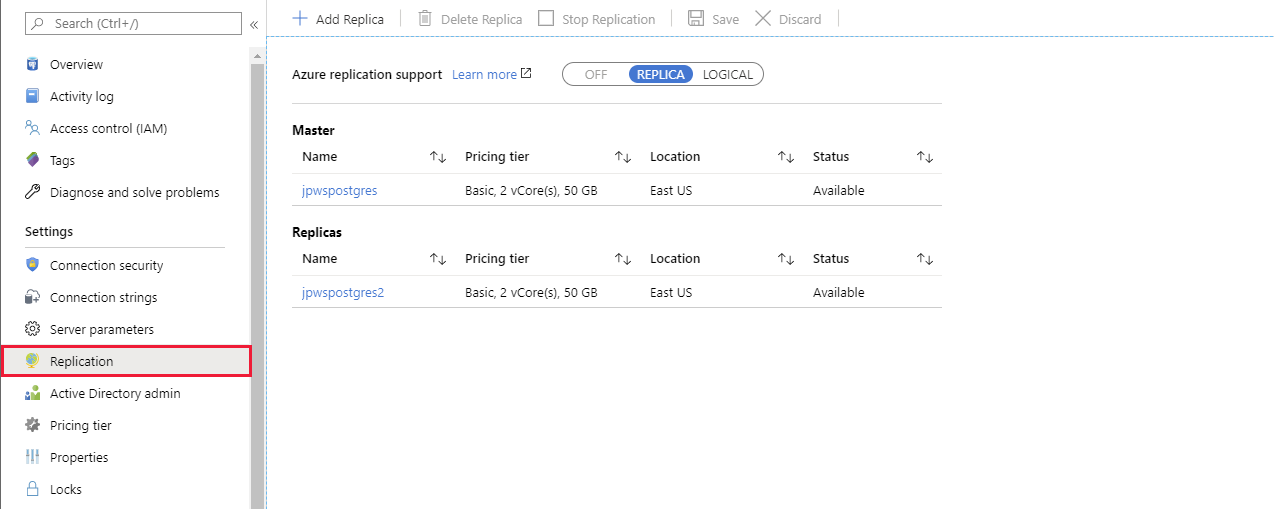 Search (Ctrl+/)
«
Overview
Activity log
Access control (IAM)
Tags
Diagnose and solve problems
Settings
Connection security
Connection strings
Server parameters
Replication
Active Directory admin
Pricing tier
Properties
Locks
Add Replica Delete Replica Stop Replication Save Discard
Azure replication support Learn more OFF REPLICA LOGICAL
Master
Name Pricing tier Location Status
jpwspostgres Basic, 2 vCore(s), 50 GB East US Available
Replicas
Name Pricing tier Location Status
jpwspostgres2 Basic, 2 vCore(s), 50 GB East US Available